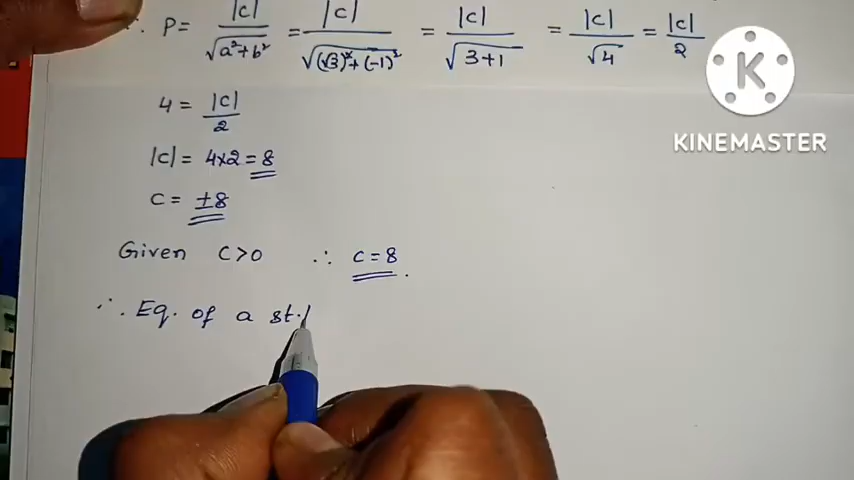 ∴ P = |c| / √(a²+b²) = |c| / √((√3)²+(-1)²) = |c| / √(3+1) = |c| / √4 = |c| / 2
4 = |c| / 2
|c| = 4×2 = 8
c = ±8
Given c>0 ∴ c = 8.
∴ Eq. of a st.
K
KINEMASTER